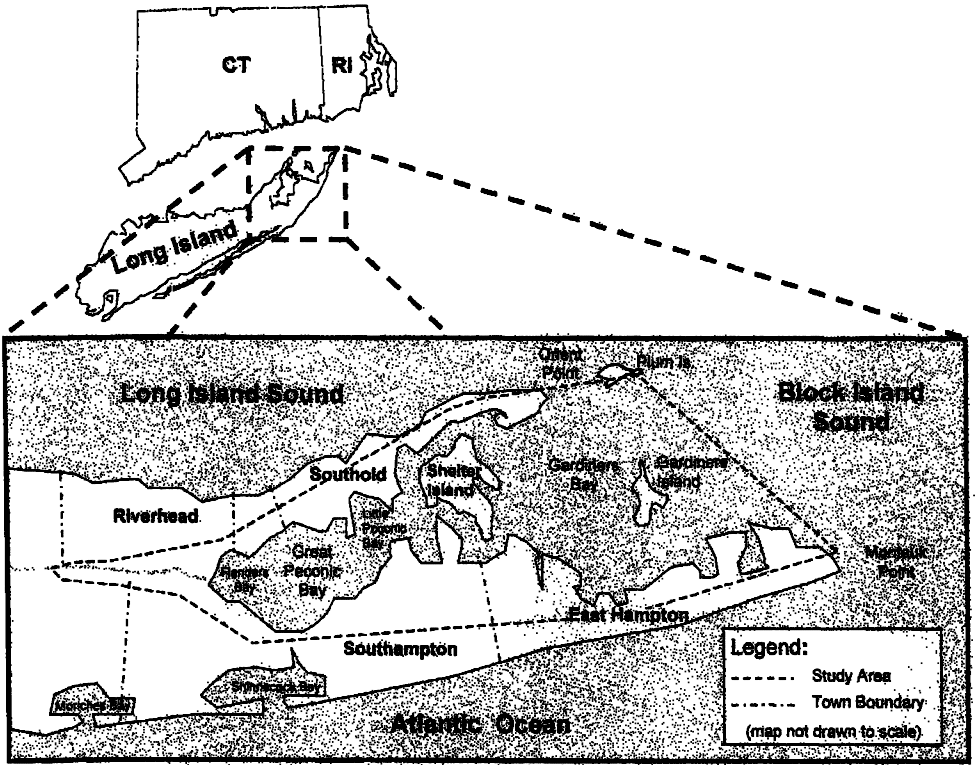 CT
RI
Long Island
Orient
Point
Plum Is.
Long Island Sound
Block Island
Sound
Southold
Shelter
Island
Gardiners
Bay
Gardiners
Island
Riverhead
Little
Peconic
Bay
Great
Peconic
Bay
Flanders
Bay
Montauk
Point
East Hampton
Southampton
Shinnecock Bay
Moriches Bay
Atlantic Ocean
Legend:
Study Area
Town Boundary
(map not drawn to scale)